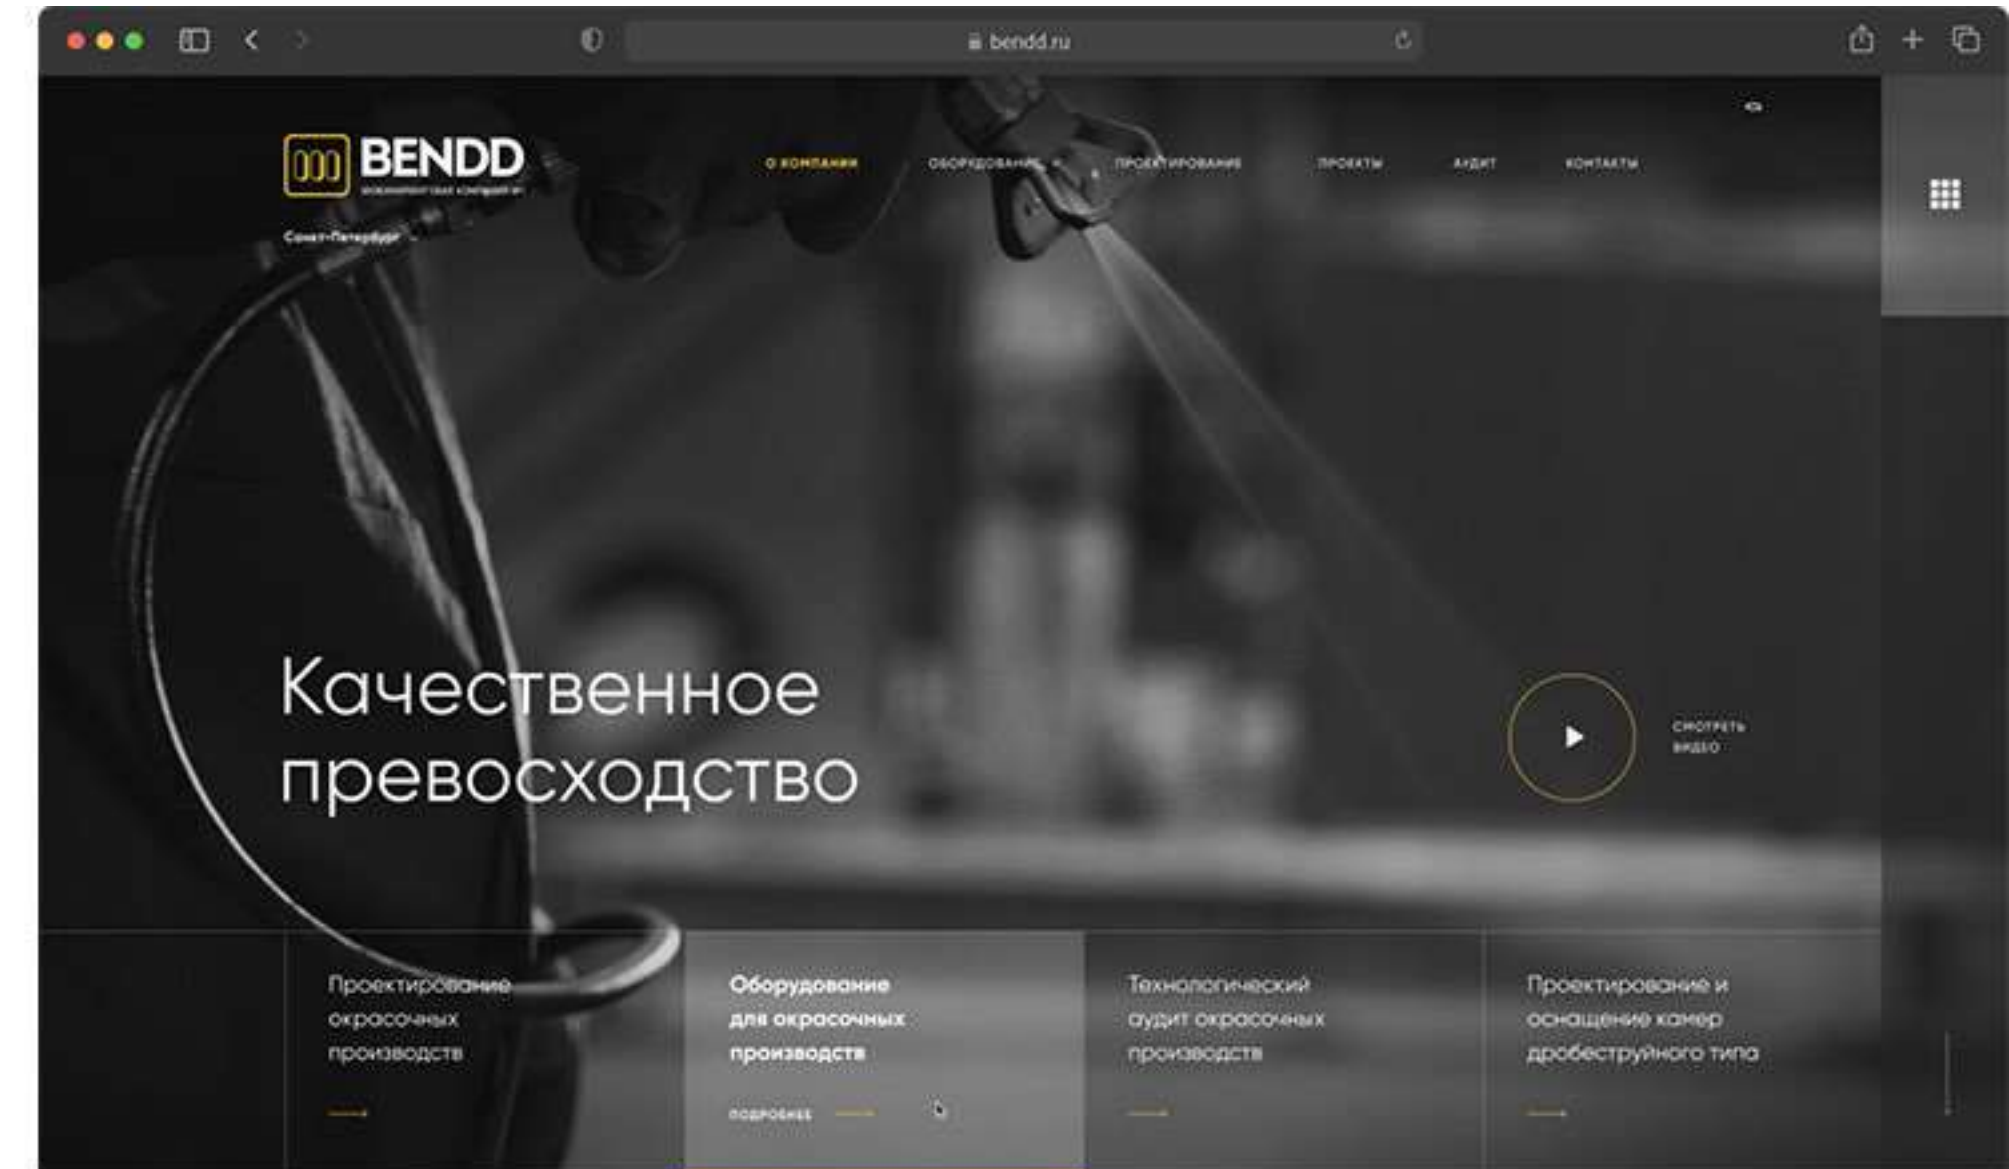 bendd.ru
BENDD
О КОМПАНИИ ОБОРУДОВАНИЕ ПРОЕКТИРОВАНИЕ ПРОЕКТЫ АУДИТ КОНТАКТЫ
Санкт-Петербург
Качественное
превосходство
СМОТРЕТЬ
ВИДЕО
Проектирование
окрасочных
производств
Оборудование
для окрасочных
производств
ПОДРОБНЕЕ
Технологический
аудит окрасочных
производств
Проектирование и
оснащение камер
дробеструйного типа